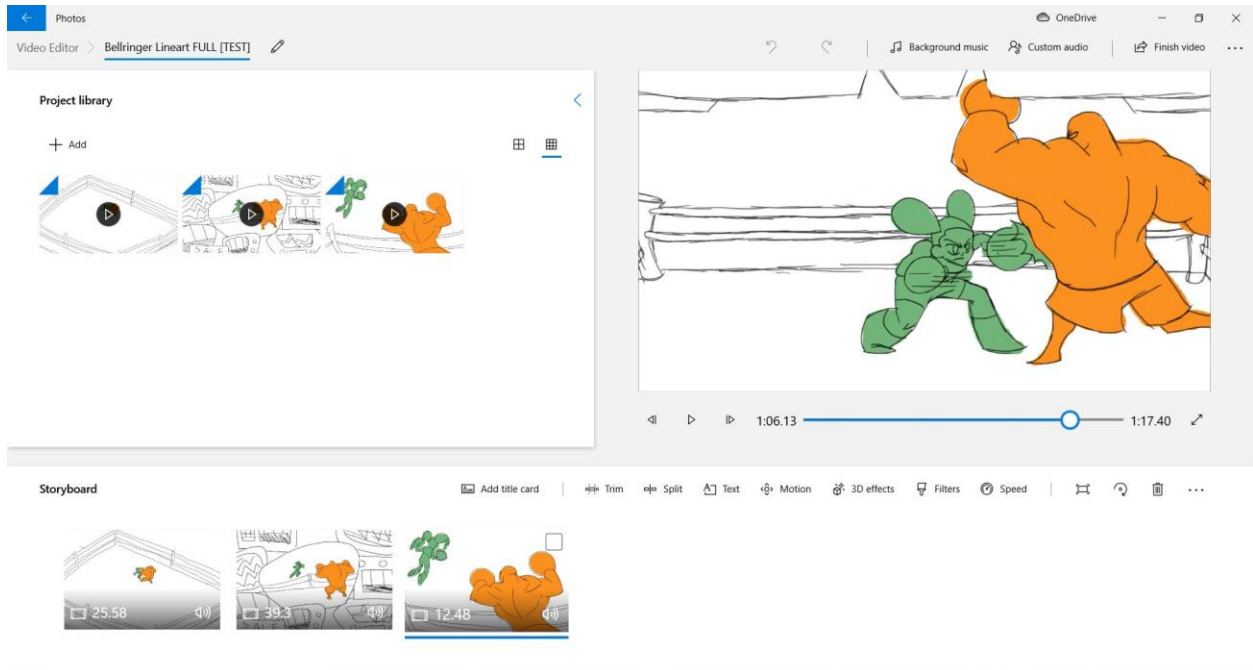 Photos
OneDrive
Video Editor
Bellringer Lineart FULL [TEST]
Background music
Custom audio
Finish video
Project library
Add
SALE
1:06.13
1:17.40
Storyboard
Add title card
Trim
Split
Text
Motion
3D effects
Filters
Speed
25.58
39.3
12.48
SALE